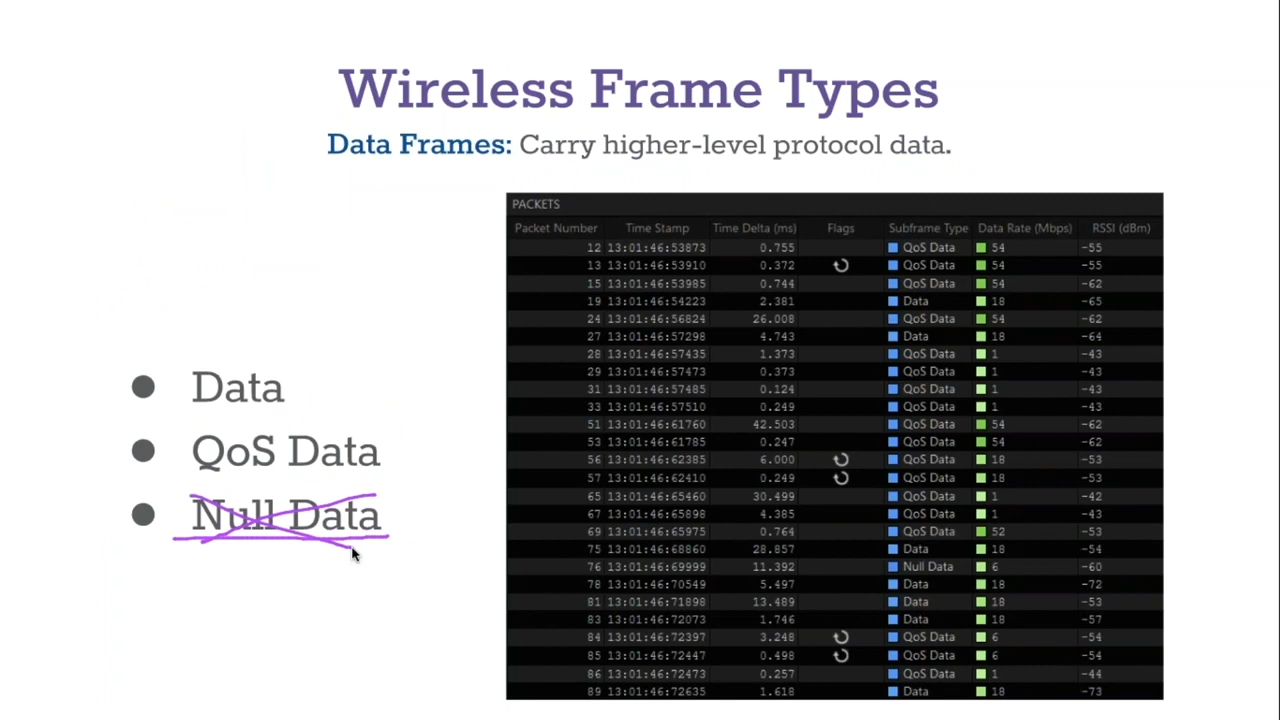 Wireless Frame Types
Data Frames: Carry higher-level protocol data.
● Data
● QoS Data
● Null Data
PACKETS
Packet Number Time Stamp Time Delta (ms) Flags Subframe Type Data Rate (Mbps) RSSI (dBm)
12 13:01:46:53873 0.755 QoS Data 54 -55
13 13:01:46:53910 0.372 QoS Data 54 -55
15 13:01:46:53985 0.744 QoS Data 54 -62
19 13:01:46:54223 2.381 Data 18 -65
24 13:01:46:56824 26.008 QoS Data 54 -62
27 13:01:46:57298 4.743 Data 18 -64
28 13:01:46:57435 1.373 QoS Data 1 -43
29 13:01:46:57473 0.373 QoS Data 1 -43
31 13:01:46:57485 0.124 QoS Data 1 -43
33 13:01:46:57510 0.249 QoS Data 1 -43
51 13:01:46:61760 42.503 QoS Data 54 -62
53 13:01:46:61785 0.247 QoS Data 54 -62
56 13:01:46:62385 6.000 QoS Data 18 -53
57 13:01:46:62410 0.249 QoS Data 18 -53
65 13:01:46:65460 30.499 QoS Data 1 -42
67 13:01:46:65898 4.385 QoS Data 1 -43
69 13:01:46:65975 0.764 QoS Data 52 -53
75 13:01:46:68860 28.857 Data 18 -54
76 13:01:46:69999 11.392 Null Data 6 -60
78 13:01:46:70549 5.497 Data 18 -72
81 13:01:46:71898 13.489 Data 18 -53
83 13:01:46:72073 1.746 Data 18 -57
84 13:01:46:72397 3.248 QoS Data 6 -54
85 13:01:46:72447 0.498 QoS Data 6 -54
86 13:01:46:72473 0.257 QoS Data 1 -44
89 13:01:46:72635 1.618 Data 18 -73